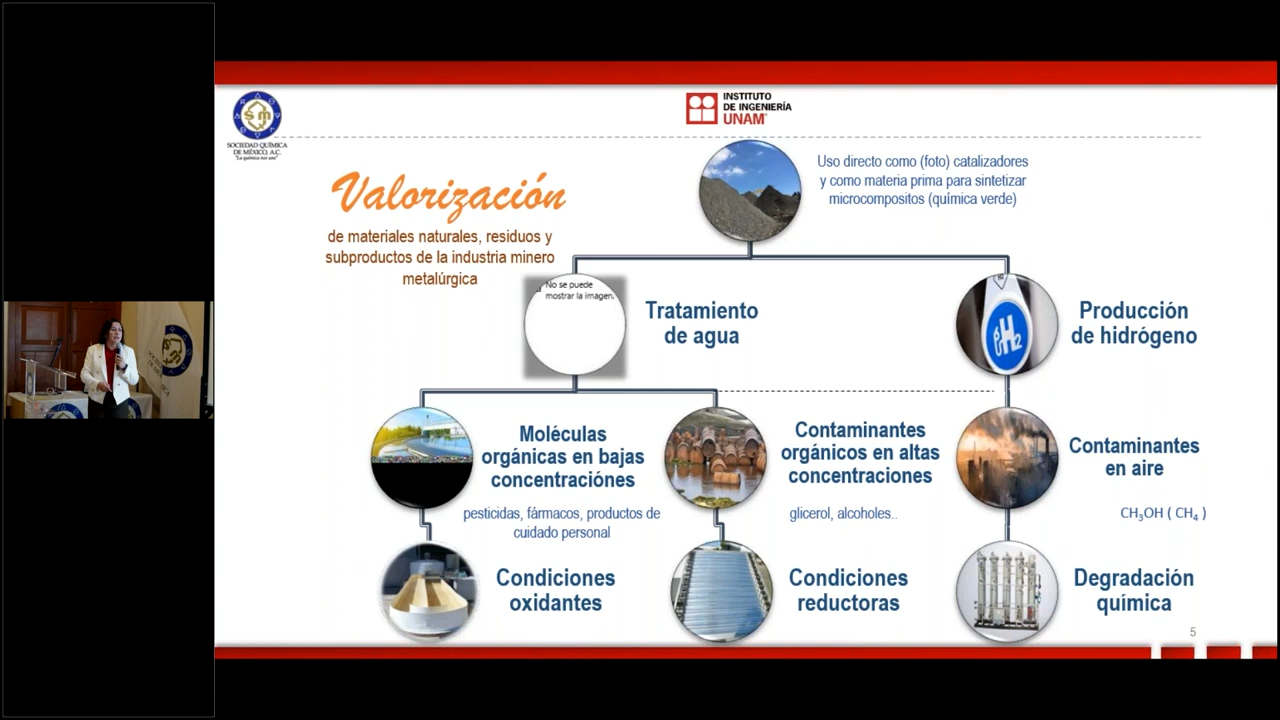 SOCIEDAD QUÍMICA
DE MÉXICO, A.C.
"La química nos une"
INSTITUTO
DE INGENIERÍA
UNAM
Valorización
de materiales naturales, residuos y
subproductos de la industria minero
metalúrgica
Uso directo como (foto) catalizadores
y como materia prima para sintetizar
microcompositos (química verde)
No se puede
mostrar la imagen.
Tratamiento
de agua
H2
Producción
de hidrógeno
Moléculas
orgánicas en bajas
concentraciónes
pesticidas, fármacos, productos de
cuidado personal
Contaminantes
orgánicos en altas
concentraciones
glicerol, alcoholes..
Contaminantes
en aire
CH₃OH ( CH₄ )
Condiciones
oxidantes
Condiciones
reductoras
Degradación
química
5